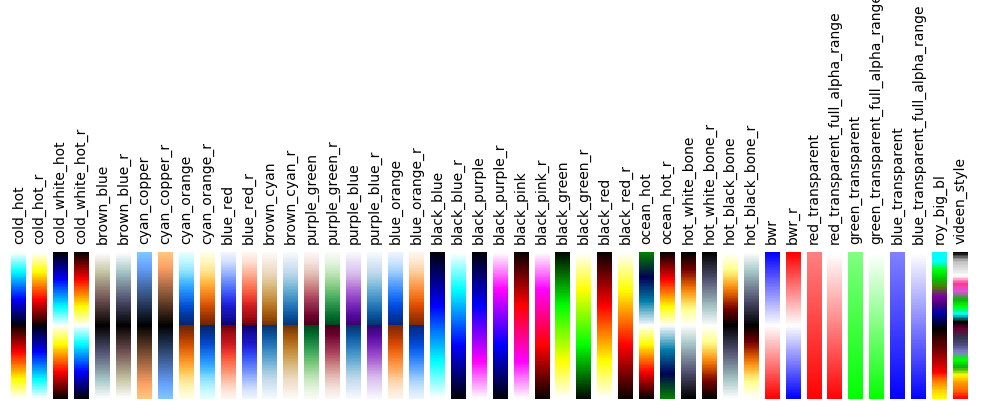 cold_hot
cold_hot_r
cold_white_hot
cold_white_hot_r
brown_blue
brown_blue_r
cyan_copper
cyan_copper_r
cyan_orange
cyan_orange_r
blue_red
blue_red_r
brown_cyan
brown_cyan_r
purple_green
purple_green_r
purple_blue
purple_blue_r
blue_orange
blue_orange_r
black_blue
black_blue_r
black_purple
black_purple_r
black_pink
black_pink_r
black_green
black_green_r
black_red
black_red_r
ocean_hot
ocean_hot_r
hot_white_bone
hot_white_bone_r
hot_black_bone
hot_black_bone_r
bwr
bwr_r
red_transparent
red_transparent_full_alpha_range
green_transparent
green_transparent_full_alpha_range
blue_transparent
blue_transparent_full_alpha_range
roy_big_bl
videen_style